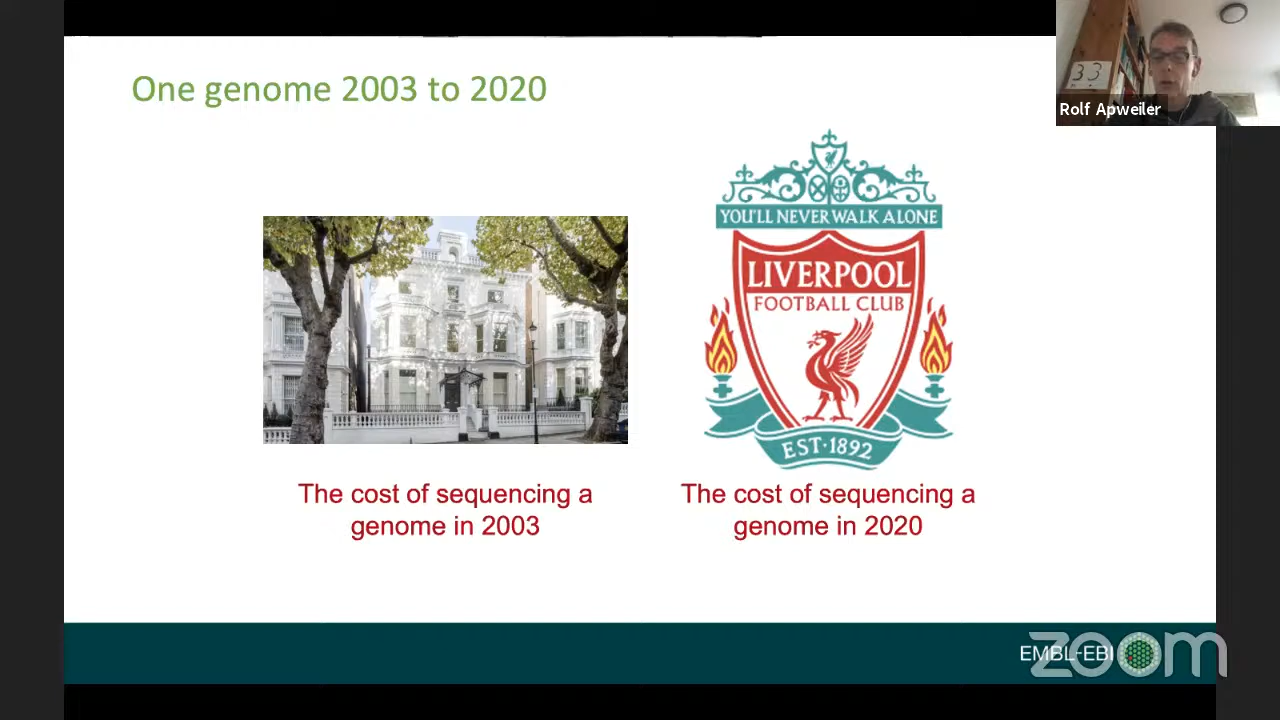 One genome 2003 to 2020
33
Rolf Apweiler
YOU'LL NEVER WALK ALONE
LIVERPOOL
FOOTBALL CLUB
EST·1892
The cost of sequencing a
genome in 2003
The cost of sequencing a
genome in 2020
EMBL-EBI
zoom